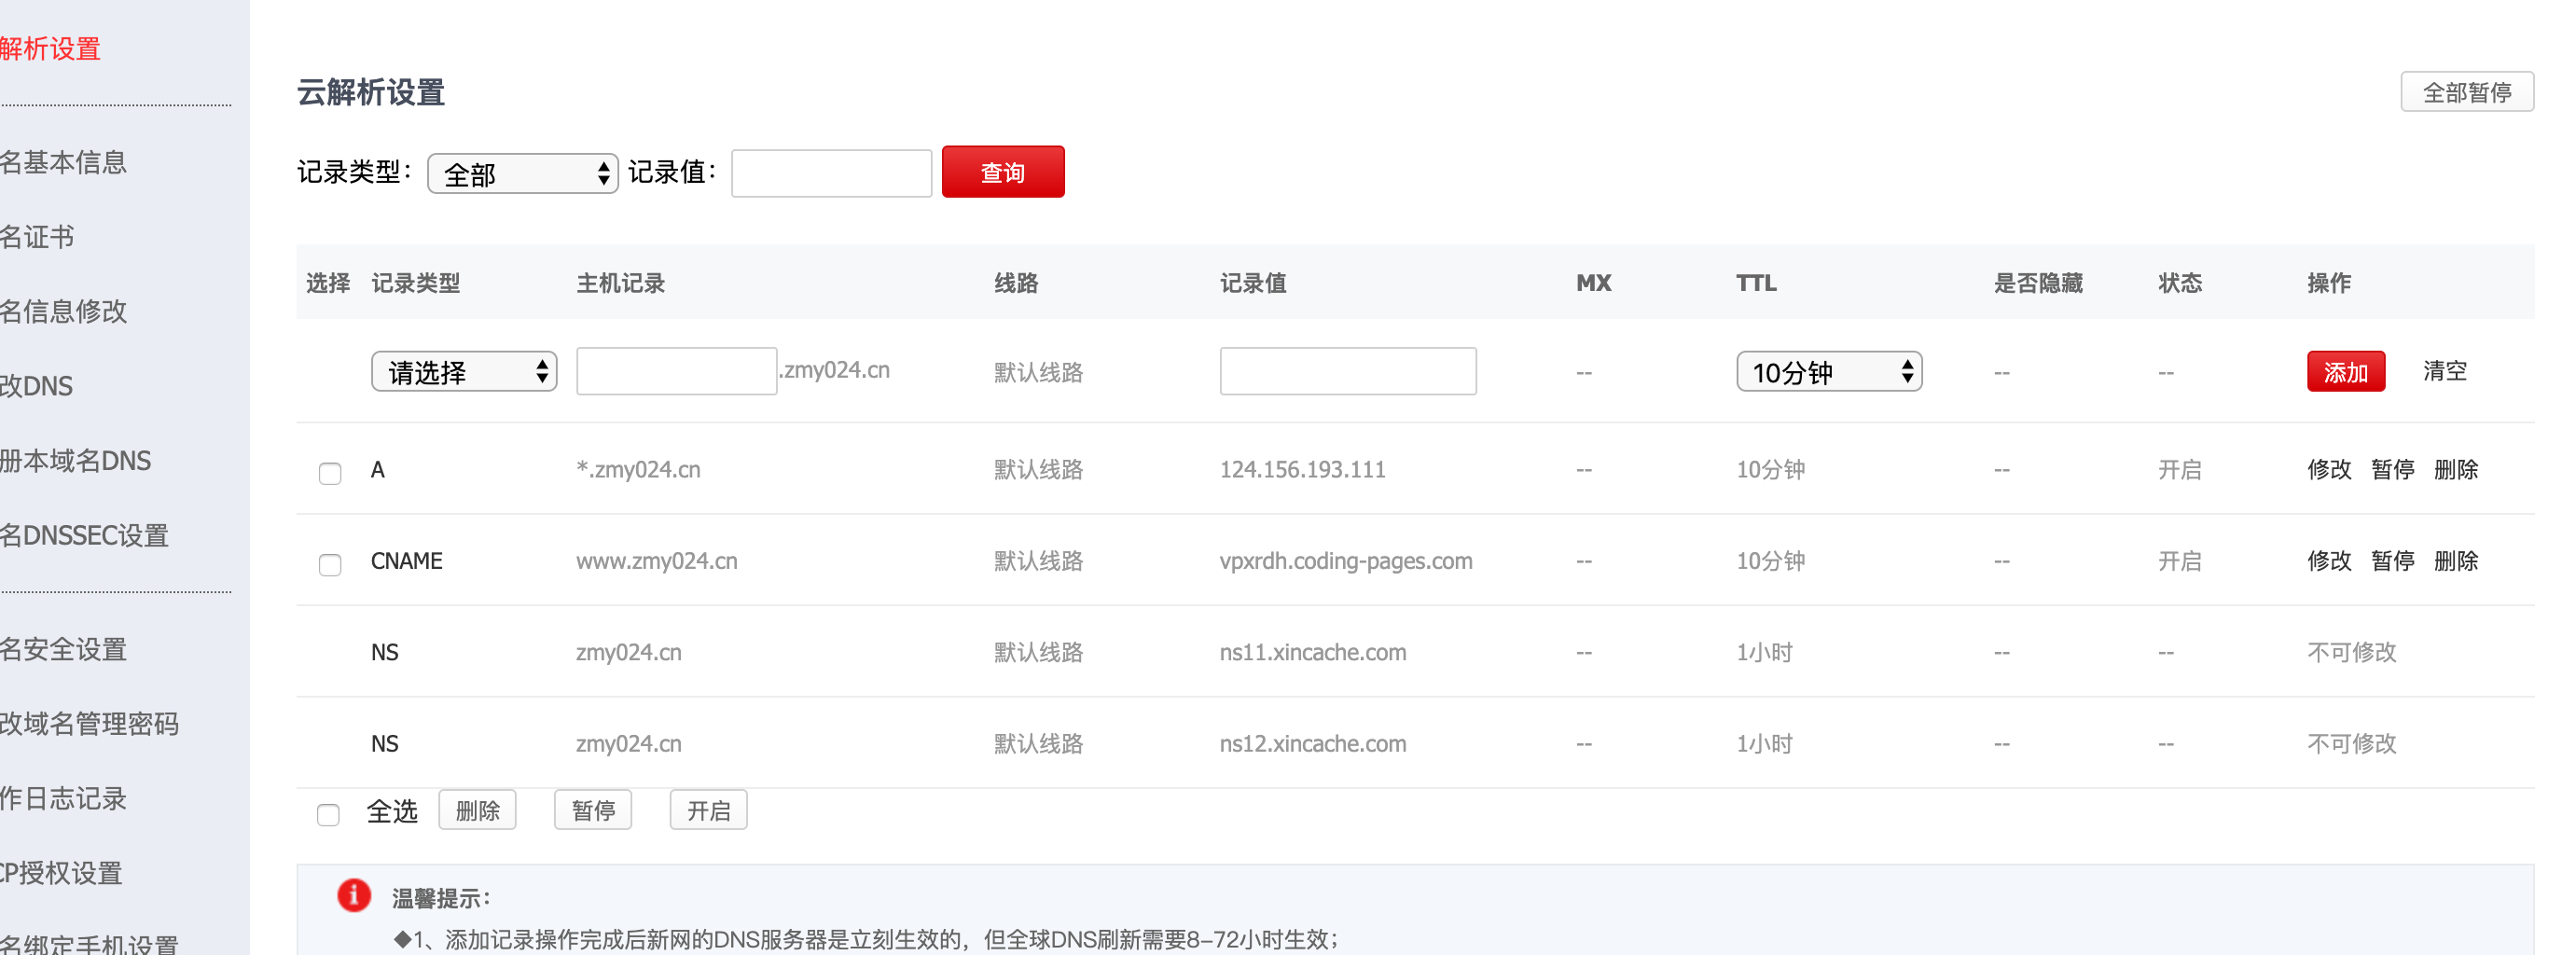 解析设置
名基本信息
名证书
名信息修改
改DNS
册本域名DNS
名DNSSEC设置
名安全设置
改域名管理密码
作日志记录
CP授权设置
名绑定手机设置
云解析设置
全部暂停
记录类型： 全部 记录值： 查询
选择 记录类型 主机记录 线路 记录值 MX TTL 是否隐藏 状态 操作
请选择 .zmy024.cn 默认线路 -- 10分钟 -- -- 添加 清空
A *.zmy024.cn 默认线路 124.156.193.111 -- 10分钟 -- 开启 修改 暂停 删除
CNAME www.zmy024.cn 默认线路 vpxrdh.coding-pages.com -- 10分钟 -- 开启 修改 暂停 删除
NS zmy024.cn 默认线路 ns11.xincache.com -- 1小时 -- -- 不可修改
NS zmy024.cn 默认线路 ns12.xincache.com -- 1小时 -- -- 不可修改
全选 删除 暂停 开启
温馨提示：
◆1、添加记录操作完成后新网的DNS服务器是立刻生效的，但全球DNS刷新需要8-72小时生效；